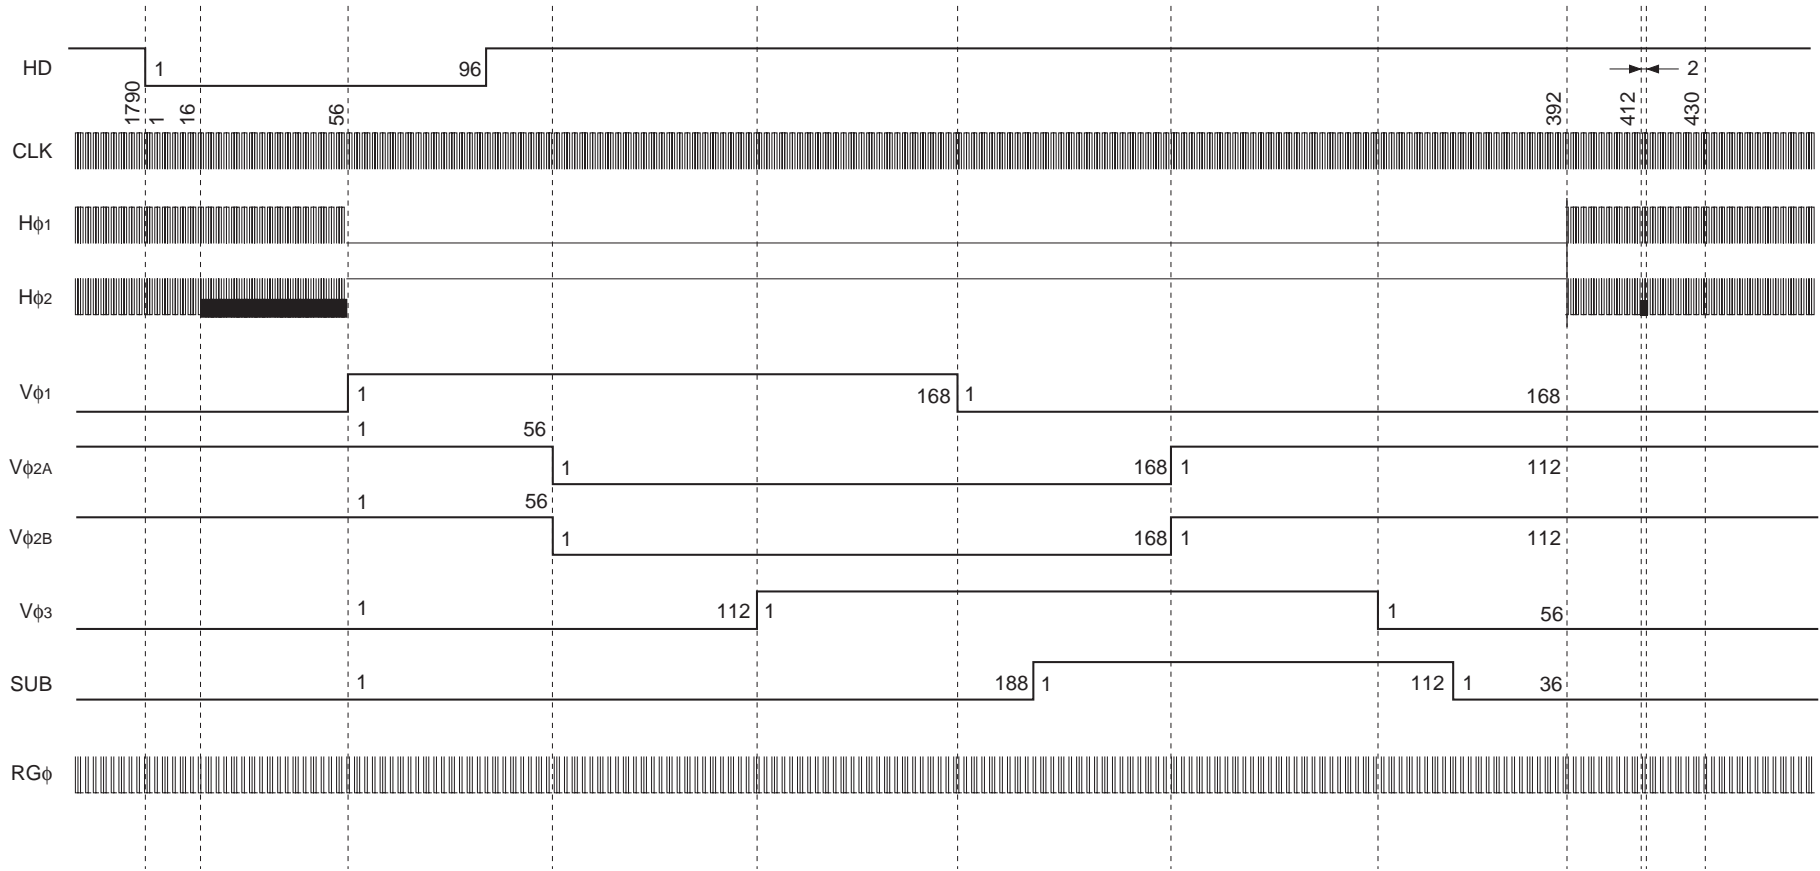 HD 1 96 2
1790 1 16 56 392 412 430
CLK
Hϕ1
Hϕ2
Vϕ1 1 168 1 168
1 56
Vϕ2A 1 168 1 112
1 56
Vϕ2B 1 168 1 112
Vϕ3 1 112 1 1 56
SUB 1 188 1 112 1 36
RGϕ